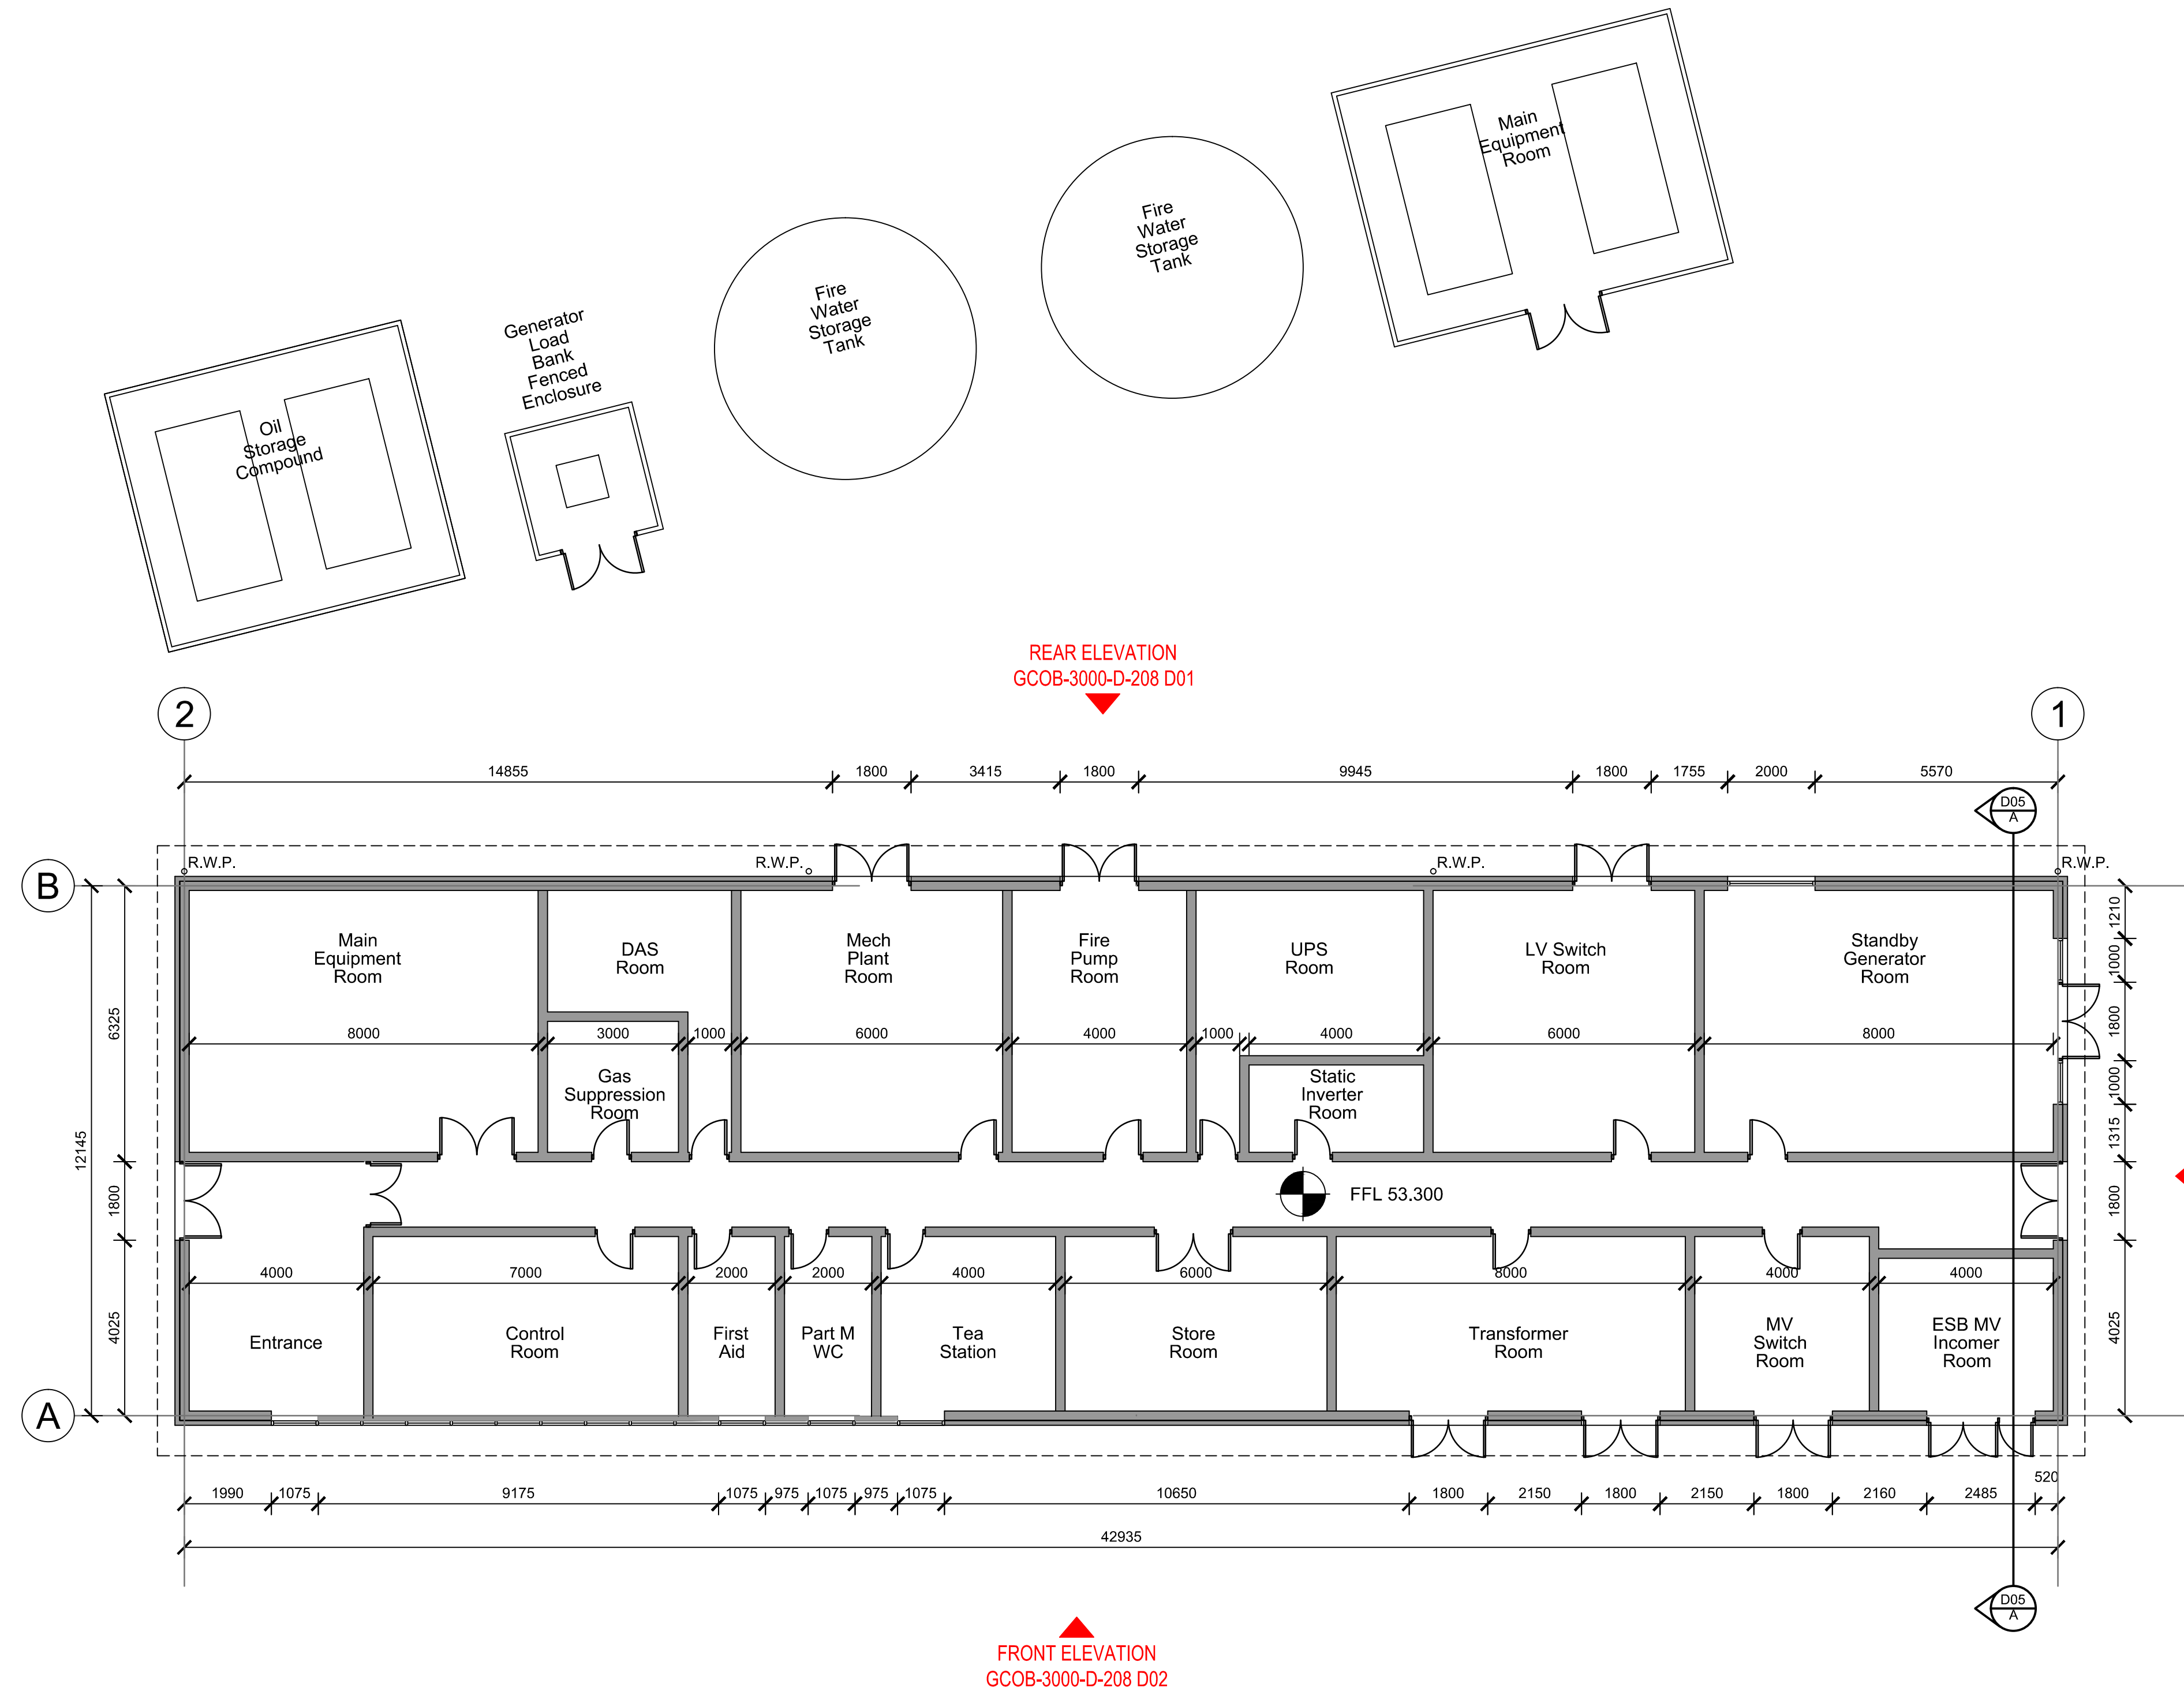 Main
Equipment
Room
Fire
Water
Storage
Tank
Fire
Water
Storage
Tank
Generator
Load
Bank
Fenced
Enclosure
Oil
Storage
Compound
REAR ELEVATION
GCOB-3000-D-208 D01
2
1
14855
1800
3415
1800
9945
1800
1755
2000
5570
D05
A
R.W.P.
R.W.P.
R.W.P.
R.W.P.
B
Main
Equipment
Room
DAS
Room
Mech
Plant
Room
Fire
Pump
Room
UPS
Room
LV Switch
Room
Standby
Generator
Room
1210
1000
1800
1000
1315
1800
4025
6325
12145
1800
4025
8000
3000
1000
6000
4000
1000
4000
6000
8000
Gas
Suppression
Room
Static
Inverter
Room
FFL 53.300
4000
7000
2000
2000
4000
6000
8000
4000
4000
Entrance
Control
Room
First
Aid
Part M
WC
Tea
Station
Store
Room
Transformer
Room
MV
Switch
Room
ESB MV
Incomer
Room
A
1990
1075
9175
1075
975
1075
975
1075
10650
1800
2150
1800
2150
1800
2160
2485
520
42935
D05
A
FRONT ELEVATION
GCOB-3000-D-208 D02